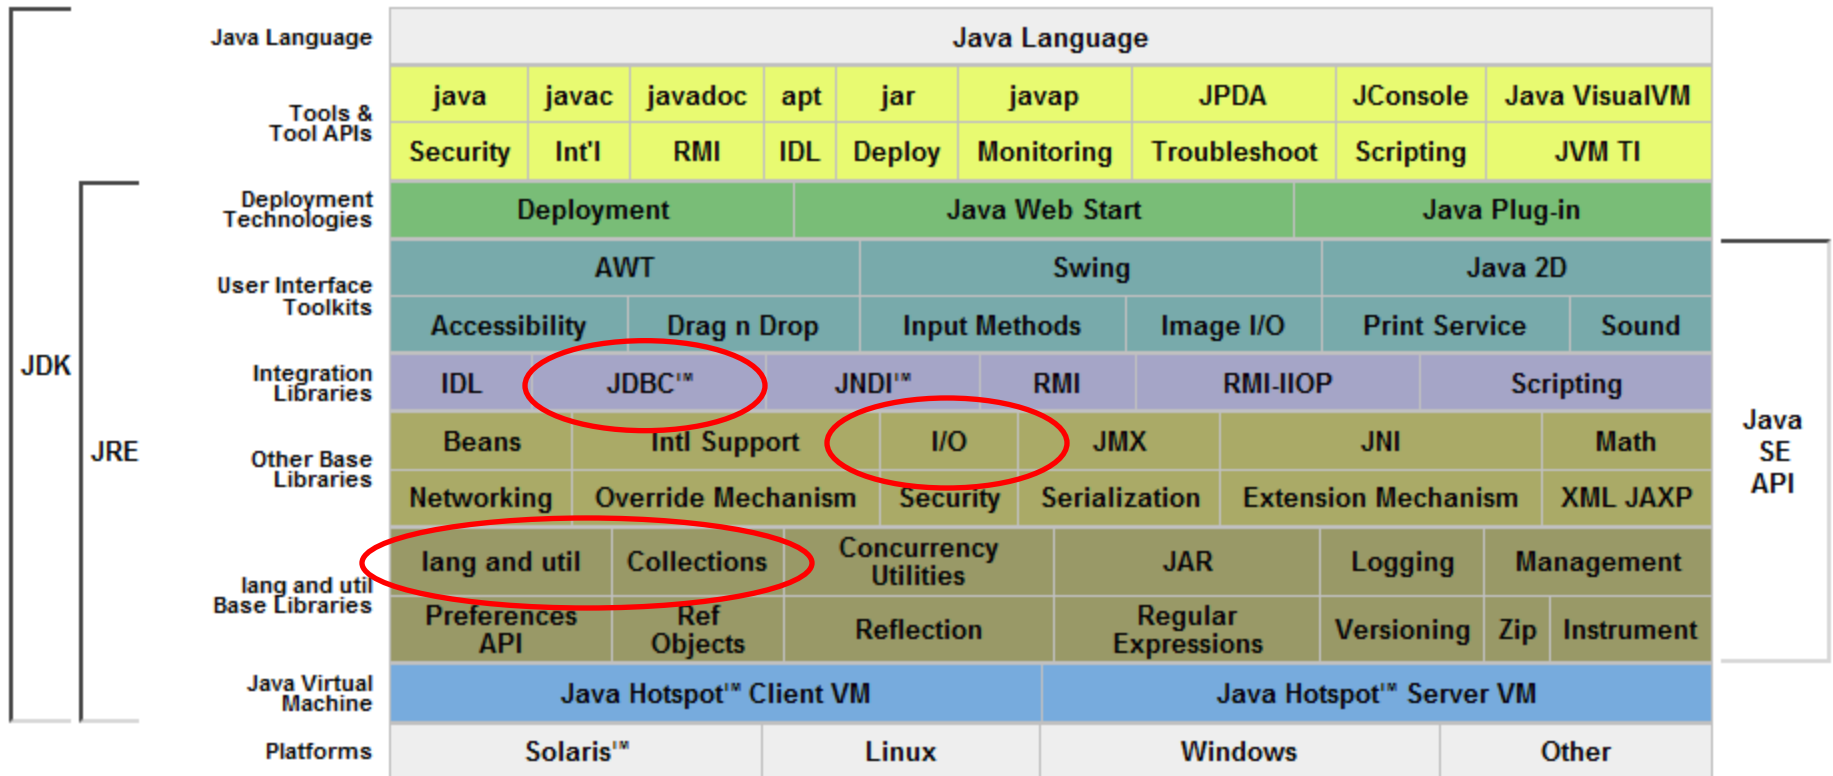 Java Language
Java Language
Tools &
Tool APIs
java javac javadoc apt jar javap JPDA JConsole Java VisualVM
Security Int'l RMI IDL Deploy Monitoring Troubleshoot Scripting JVM TI
Deployment
Technologies
Deployment Java Web Start Java Plug-in
User Interface
Toolkits
AWT Swing Java 2D
Accessibility Drag n Drop Input Methods Image I/O Print Service Sound
Integration
Libraries
IDL JDBC™ JNDI™ RMI RMI-IIOP Scripting
Other Base
Libraries
Beans Intl Support I/O JMX JNI Math
Networking Override Mechanism Security Serialization Extension Mechanism XML JAXP
lang and util
Base Libraries
lang and util Collections Concurrency
Utilities JAR Logging Management
Preferences
API Ref
Objects Reflection Regular
Expressions Versioning Zip Instrument
Java Virtual
Machine
Java Hotspot™ Client VM Java Hotspot™ Server VM
Platforms
Solaris™ Linux Windows Other
JDK
JRE
Java
SE
API